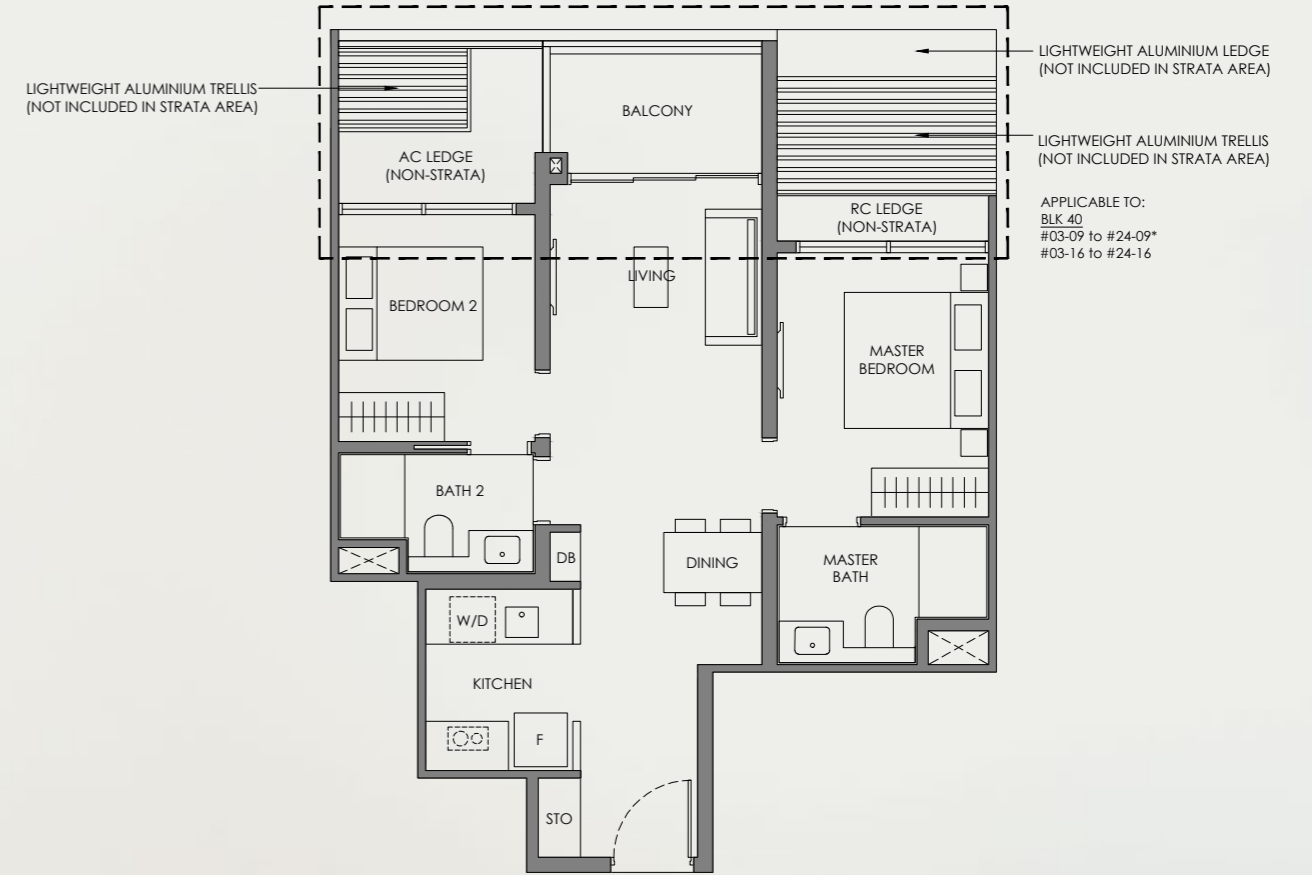 LIGHTWEIGHT ALUMINIUM LEDGE
(NOT INCLUDED IN STRATA AREA)
LIGHTWEIGHT ALUMINIUM TRELLIS
(NOT INCLUDED IN STRATA AREA)
BALCONY
LIGHTWEIGHT ALUMINIUM TRELLIS
(NOT INCLUDED IN STRATA AREA)
AC LEDGE
(NON-STRATA)
RC LEDGE
(NON-STRATA)
APPLICABLE TO:
BLK 40
#03-09 to #24-09*
#03-16 to #24-16
LIVING
BEDROOM 2
MASTER
BEDROOM
BATH 2
DB
DINING
MASTER
BATH
W/D
KITCHEN
F
STO